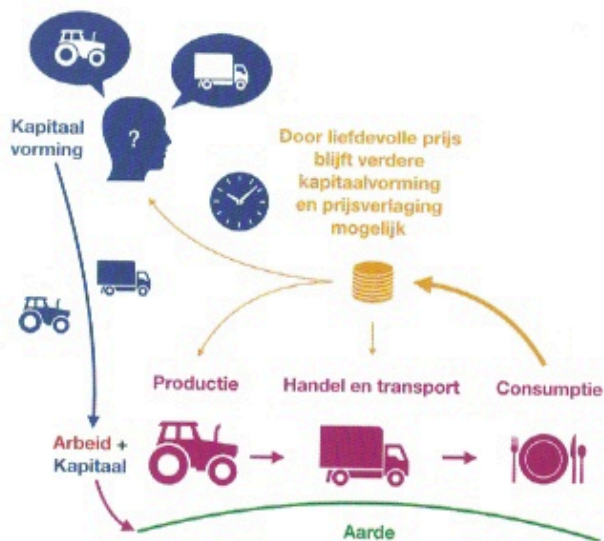 ?
Kapitaal
vorming
Door liefdevolle prijs
blijft verdere
kapitaalvorming
en prijsverlaging
mogelijk
Productie
Handel en transport
Consumptie
Arbeid +
Kapitaal
Aarde